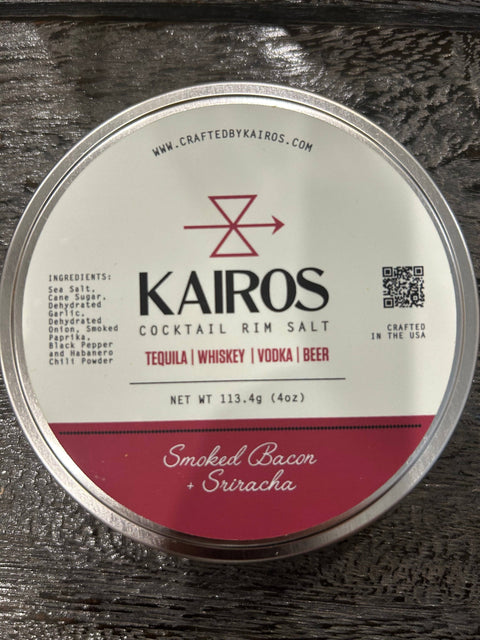 WWW.CRAFTEDBYKAIROS.COM
KAIROS
COCKTAIL RIM SALT
TEQUILA | WHISKEY | VODKA | BEER
NET WT 113.4g (4oz)
INGREDIENTS:
Sea Salt,
Cane Sugar,
Dehydrated
Garlic,
Dehydrated
Onion, Smoked
Paprika,
Black Pepper
and Habanero
Chili Powder
CRAFTED
IN THE USA
Smoked Bacon
+ Sriracha